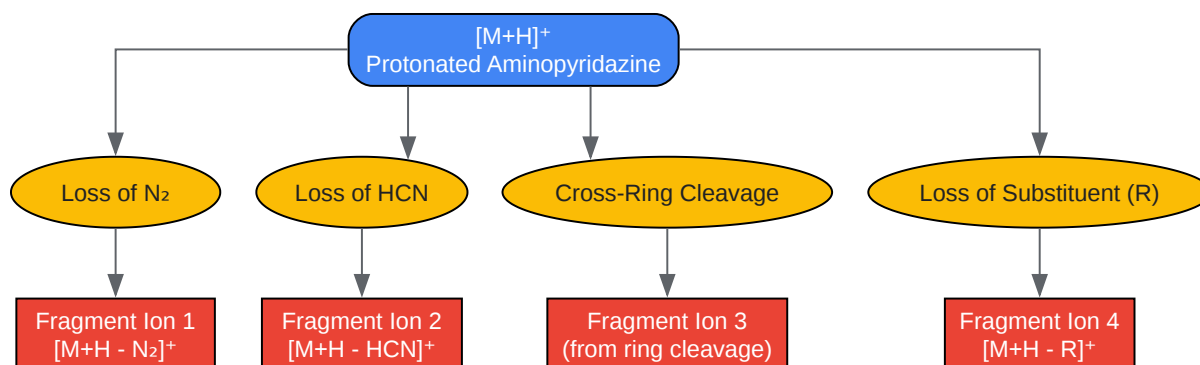 [M+H]⁺
Protonated Aminopyridazine
Loss of N₂
Loss of HCN
Cross-Ring Cleavage
Loss of Substituent (R)
Fragment Ion 1
[M+H - N₂]⁺
Fragment Ion 2
[M+H - HCN]⁺
Fragment Ion 3
(from ring cleavage)
Fragment Ion 4
[M+H - R]⁺